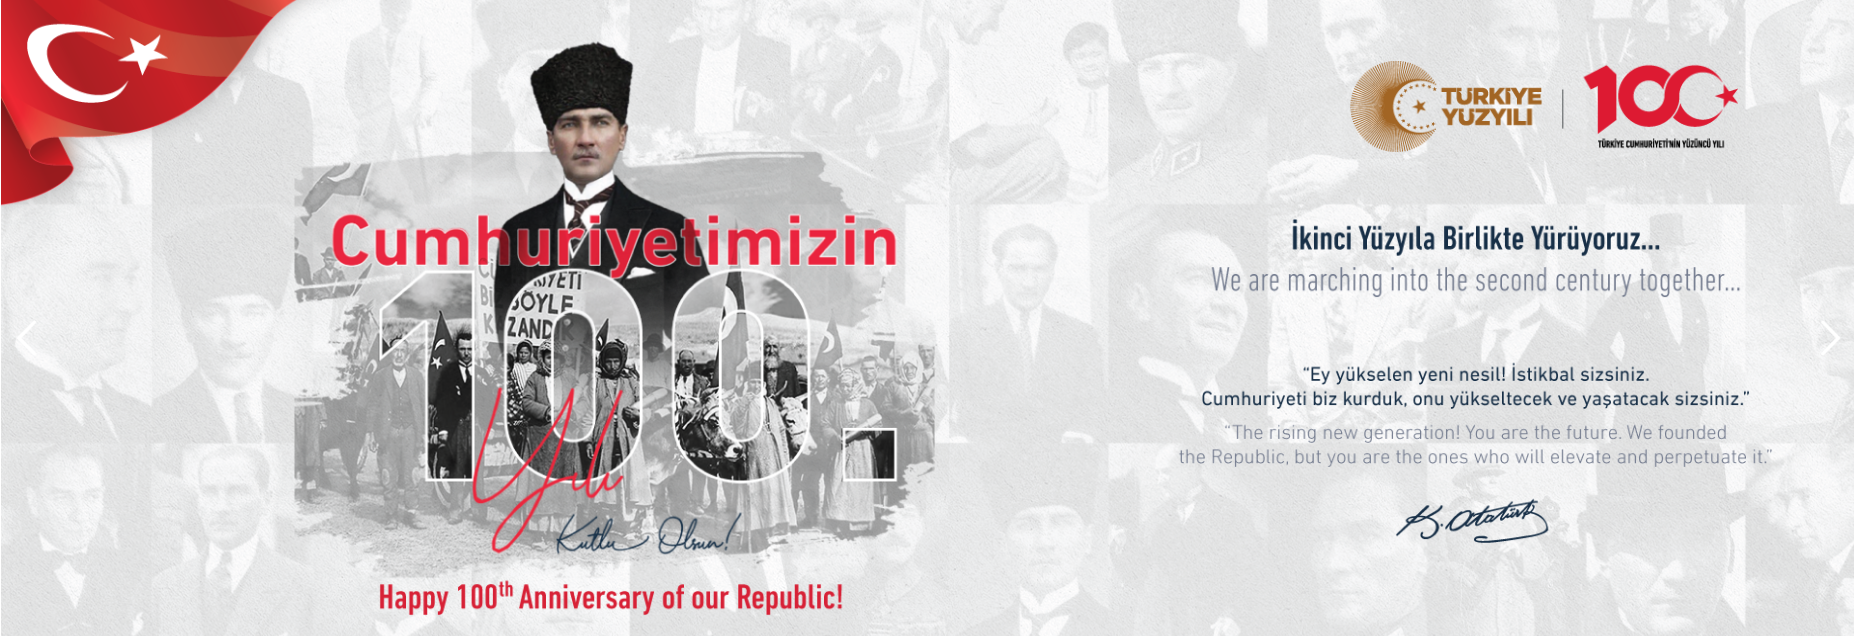 Cumhuriyetimizin
100.
Yılı
Kutlu Olsun!
Happy 100th Anniversary of our Republic!
TÜRKİYE
YÜZYILI
100
TÜRKİYE CUMHURİYETİ'NİN YÜZÜNCÜ YILI
İkinci Yüzyıla Birlikte Yürüyoruz...
We are marching into the second century together...
“Ey yükselen yeni nesil! İstikbal sizsiniz.
Cumhuriyeti biz kurduk, onu yükseltecek ve yaşatacak sizsiniz.”
“The rising new generation! You are the future. We founded
the Republic, but you are the ones who will elevate and perpetuate it.”
K. Atatürk